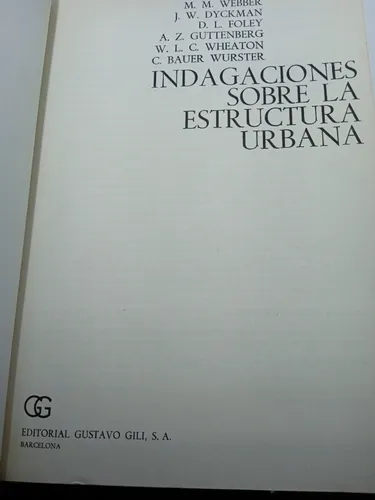 M. M. WEBBER
J. W. DYCKMAN
D. L. FOLEY
A. Z. GUTTENBERG
W. L. C. WHEATON
C. BAUER WURSTER
INDAGACIONES
SOBRE LA
ESTRUCTURA
URBANA
GG
EDITORIAL GUSTAVO GILI, S. A.
BARCELONA